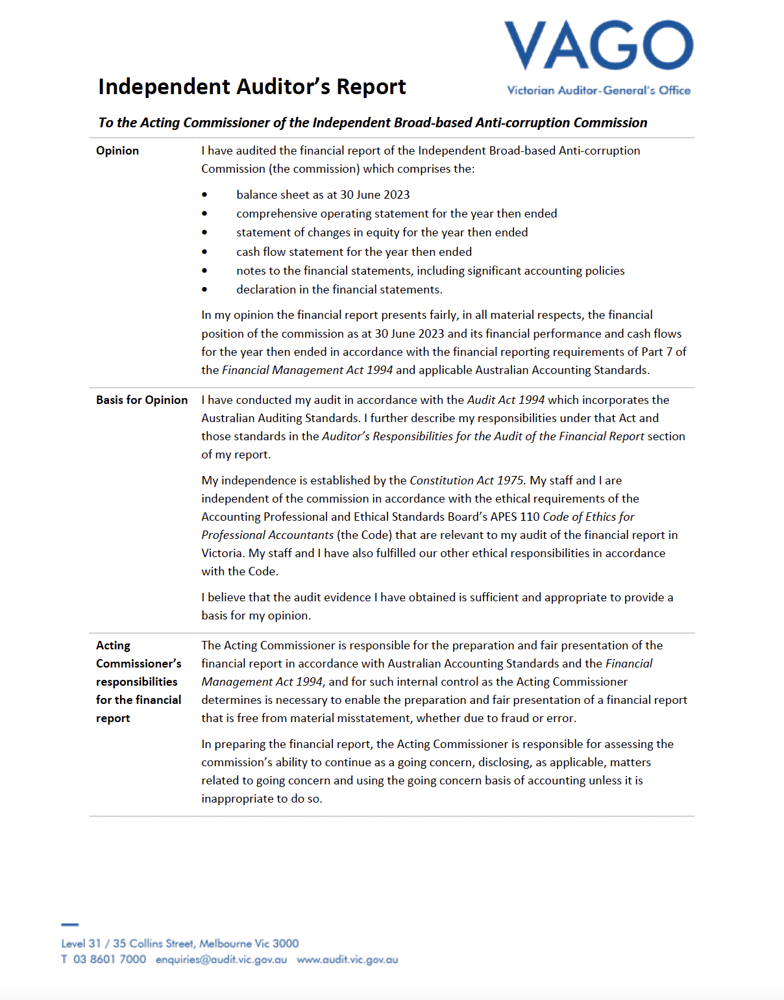 VAGO
Victorian Auditor-General's Office
Independent Auditor’s Report
To the Acting Commissioner of the Independent Broad-based Anti-corruption Commission
Opinion
I have audited the financial report of the Independent Broad-based Anti-corruption
Commission (the commission) which comprises the:
• balance sheet as at 30 June 2023
• comprehensive operating statement for the year then ended
• statement of changes in equity for the year then ended
• cash flow statement for the year then ended
• notes to the financial statements, including significant accounting policies
• declaration in the financial statements.
In my opinion the financial report presents fairly, in all material respects, the financial
position of the commission as at 30 June 2023 and its financial performance and cash flows
for the year then ended in accordance with the financial reporting requirements of Part 7 of
the Financial Management Act 1994 and applicable Australian Accounting Standards.
Basis for Opinion
I have conducted my audit in accordance with the Audit Act 1994 which incorporates the
Australian Auditing Standards. I further describe my responsibilities under that Act and
those standards in the Auditor’s Responsibilities for the Audit of the Financial Report section
of my report.
My independence is established by the Constitution Act 1975. My staff and I are
independent of the commission in accordance with the ethical requirements of the
Accounting Professional and Ethical Standards Board’s APES 110 Code of Ethics for
Professional Accountants (the Code) that are relevant to my audit of the financial report in
Victoria. My staff and I have also fulfilled our other ethical responsibilities in accordance
with the Code.
I believe that the audit evidence I have obtained is sufficient and appropriate to provide a
basis for my opinion.
Acting
Commissioner’s
responsibilities
for the financial
report
The Acting Commissioner is responsible for the preparation and fair presentation of the
financial report in accordance with Australian Accounting Standards and the Financial
Management Act 1994, and for such internal control as the Acting Commissioner
determines is necessary to enable the preparation and fair presentation of a financial report
that is free from material misstatement, whether due to fraud or error.
In preparing the financial report, the Acting Commissioner is responsible for assessing the
commission’s ability to continue as a going concern, disclosing, as applicable, matters
related to going concern and using the going concern basis of accounting unless it is
inappropriate to do so.
Level 31 / 35 Collins Street, Melbourne Vic 3000
T 03 8601 7000 enquiries@audit.vic.gov.au www.audit.vic.gov.au